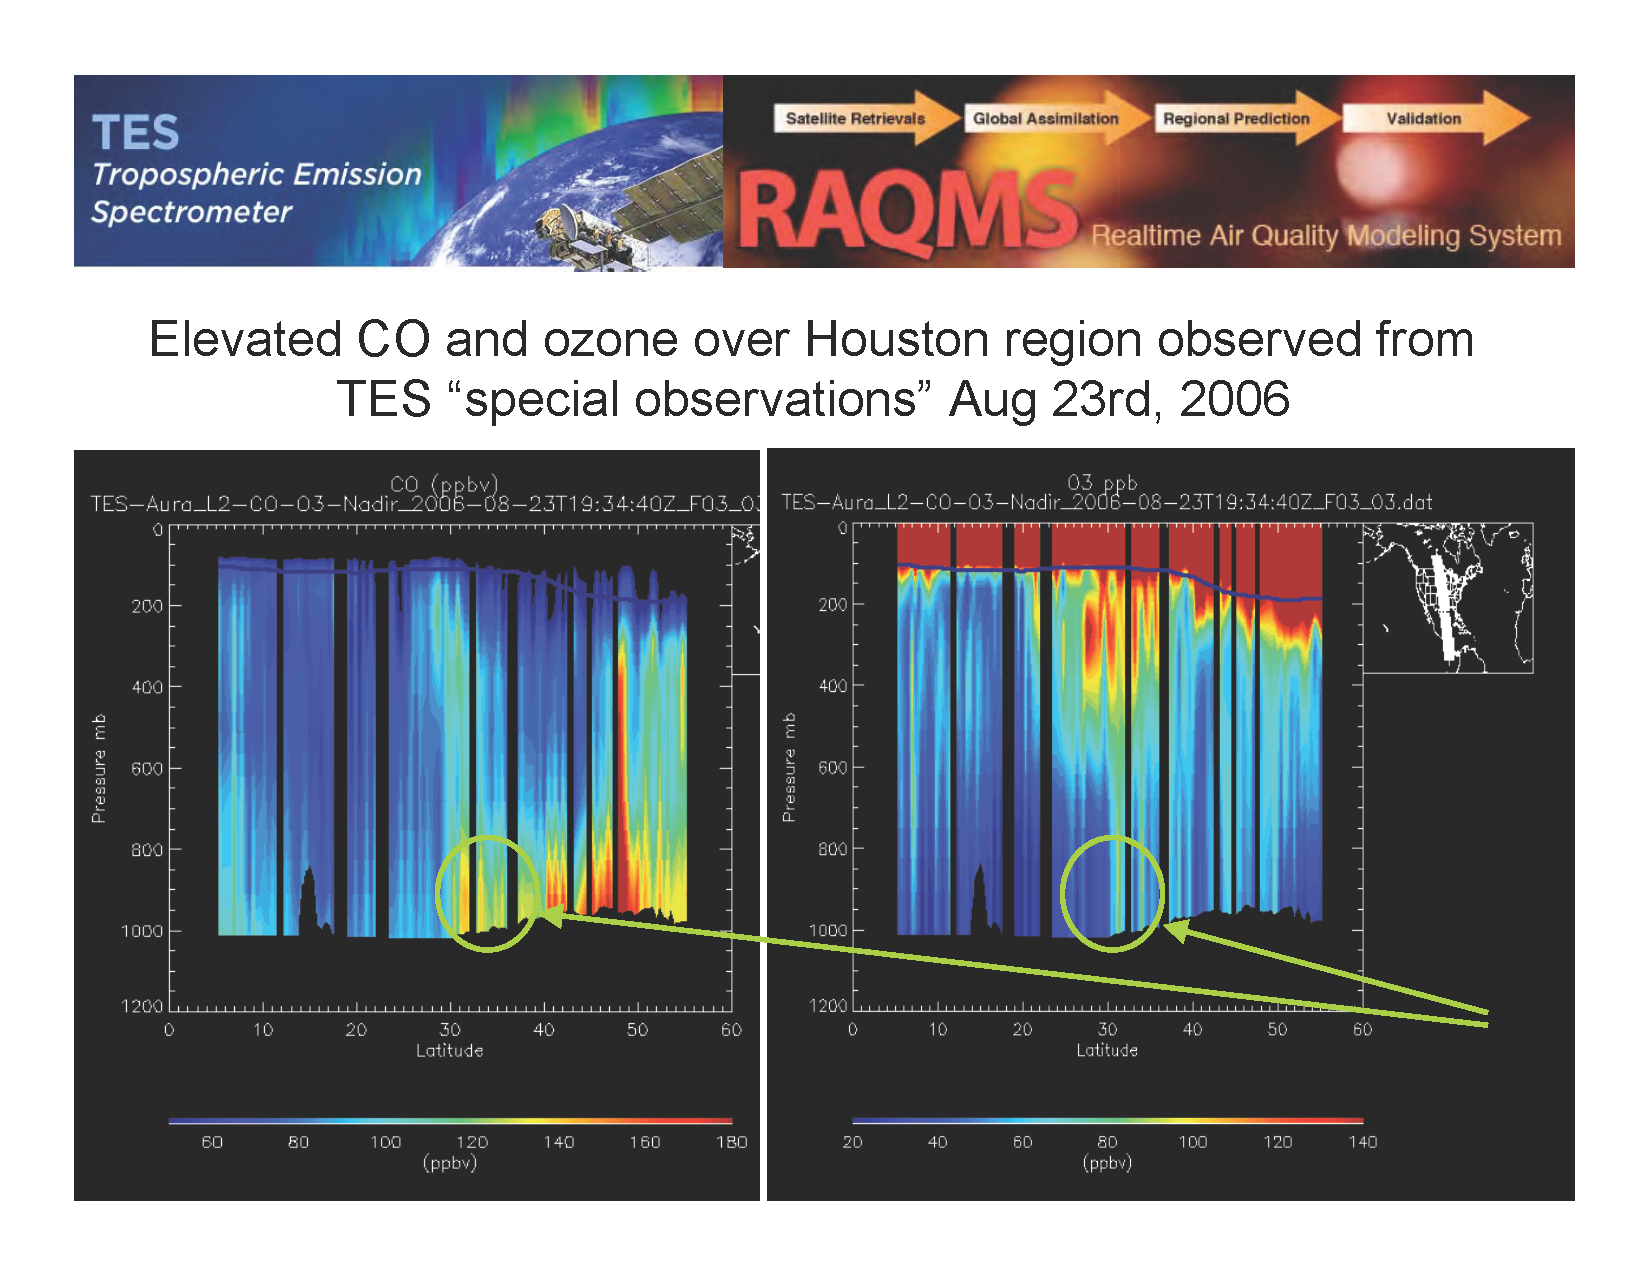 TES
Tropospheric Emission
Spectrometer
Satellite Retrievals
Global Assimilation
Regional Prediction
Validation
RAQMS Realtime Air Quality Modeling System
Elevated CO and ozone over Houston region observed from
TES “special observations” Aug 23rd, 2006
CO (ppbv)
TES-Aura_L2-CO-O3-Nadir_2006-08-23T19:34:40Z_F03_03
0
200
400
600
800
1000
1200
Pressure mb
0 10 20 30 40 50 60
Latitude
60 80 100 120 140 160 180
(ppbv)
O3 ppb
TES-Aura_L2-CO-O3-Nadir_2006-08-23T19:34:40Z_F03_03.dat
0
200
400
600
800
1000
1200
Pressure mb
0 10 20 30 40 50 60
Latitude
20 40 60 80 100 120 140
(ppbv)